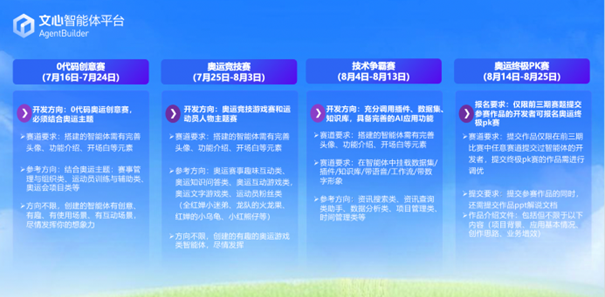 文心智能体平台
AgentBuilder
0代码创意赛
(7月16日-7月24日)
开发方向：0代码奥运创意赛，
必须结合奥运主题
赛道要求：搭建的智能体需有完善
头像、功能介绍、开场白等元素
参考方向：结合奥运主题：赛事管
理与组织类、运动员训练与辅助类、
奥运会项目类等
方向不限，创建的智能体有创意、
有趣，有使用场景、有互动场景，
尽情发挥你的想象力
奥运竞技赛
(7月25日-8月3日)
开发方向：奥运竞技游戏赛和运
动员人物主题赛
赛道要求：搭建的智能体需有完善
头像、功能介绍、开场白等元素
参考方向：奥运赛事趣味互动类、
奥运知识问答类、奥运互动游戏类、
奥运文字游戏类、运动员粉丝类
（全红婵小迷弟、龙队的火龙果、
红婵的小乌龟、小红照仔等）
方向不限，创建的有趣的奥运游戏
类智能体、尽情发挥
技术争霸赛
(8月4日-8月13日)
开发方向：充分调用插件、数据集、
知识库，具备完善的AI应用功能
赛道要求：搭建的智能体需有完善
头像、功能介绍、开场白等元素
赛道要求：在智能体中挂载数据集/
插件/知识库/带语音/工作流/带数
字形象
参考方向：资讯搜索类、资讯查询
类助手、数据分析类、项目管理类、
时间管理类等
奥运终极PK赛
(8月14日-8月25日)
报名要求：仅限前三期赛题提交
参赛作品的开发者可报名奥运终
极pk赛
赛道要求：提交作品仅限在前三期
比赛中任意赛道提交过智能体的开
发者，提交终极pk赛的作品需进行
调优
提交要求：提交参赛作品的同时，
还需提交作品ppt解说文档
作品介绍文件：包括但不限于以下
内容（项目背景、应用基本情况、
创作思路、业务增效）